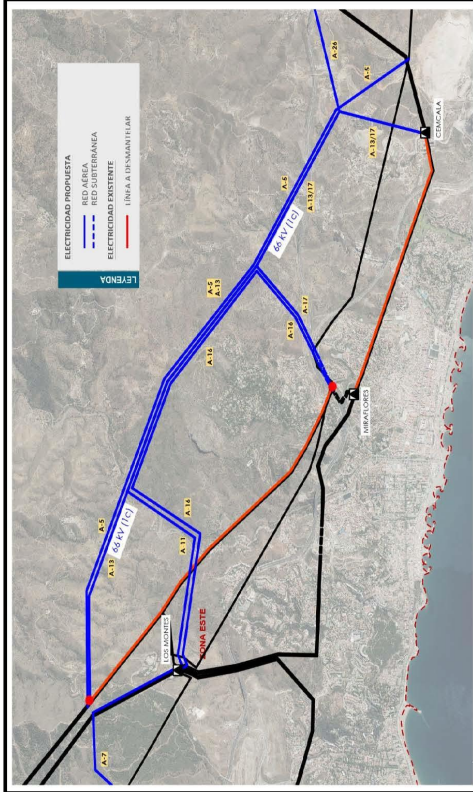 LEYENDA
ELECTRICIDAD PROPUESTA
RED AÉREA
RED SUBTERRÁNEA
ELECTRICIDAD EXISTENTE
LÍNEA A DESMANTELAR
A-7
LOS MONTES
ZONA ESTE
A-13
A-5
66 kV (1c)
A-11
A-16
A-16
A-5
A-13
A-16
A-17
MIRAFLORES
66 kV (1c)
A-5
A-13/17
A-26
A-5
A-13/17
CEMCALA